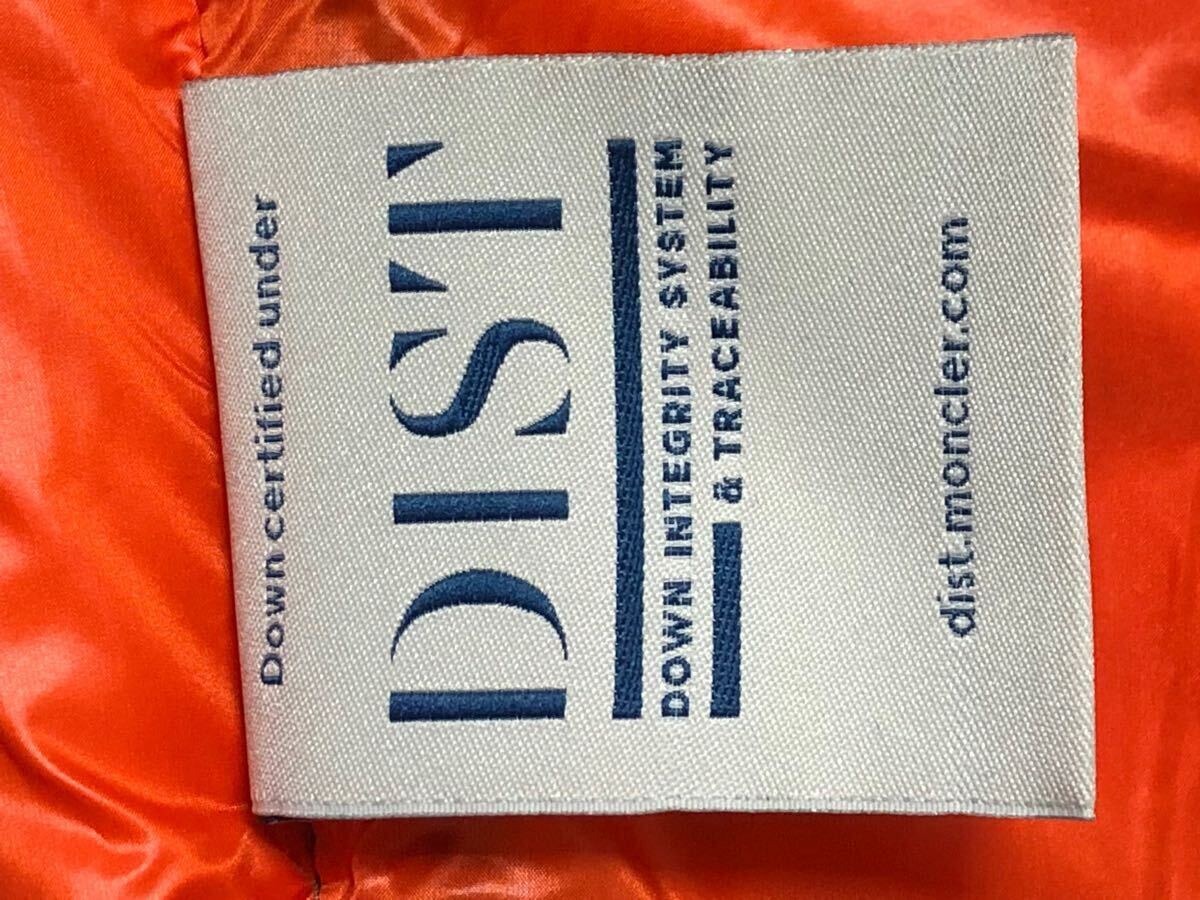 Down certified under
DIST
DOWN INTEGRITY SYSTEM
& TRACEABILITY
dist.moncler.com